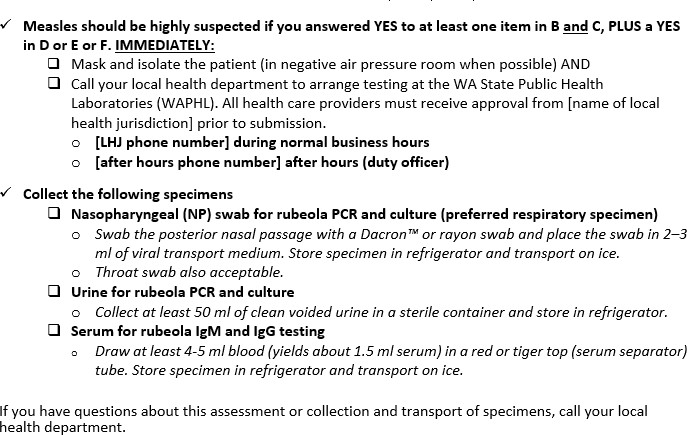 ✓ Measles should be highly suspected if you answered YES to at least one item in B and C, PLUS a YES
in D or E or F. IMMEDIATELY:
❑ Mask and isolate the patient (in negative air pressure room when possible) AND
❑ Call your local health department to arrange testing at the WA State Public Health
Laboratories (WAPHL). All health care providers must receive approval from [name of local
health jurisdiction] prior to submission.
o [LHJ phone number] during normal business hours
o [after hours phone number] after hours (duty officer)
✓ Collect the following specimens
❑ Nasopharyngeal (NP) swab for rubeola PCR and culture (preferred respiratory specimen)
o Swab the posterior nasal passage with a Dacron™ or rayon swab and place the swab in 2–3
ml of viral transport medium. Store specimen in refrigerator and transport on ice.
o Throat swab also acceptable.
❑ Urine for rubeola PCR and culture
o Collect at least 50 ml of clean voided urine in a sterile container and store in refrigerator.
❑ Serum for rubeola IgM and IgG testing
o Draw at least 4-5 ml blood (yields about 1.5 ml serum) in a red or tiger top (serum separator)
tube. Store specimen in refrigerator and transport on ice.
If you have questions about this assessment or collection and transport of specimens, call your local
health department.